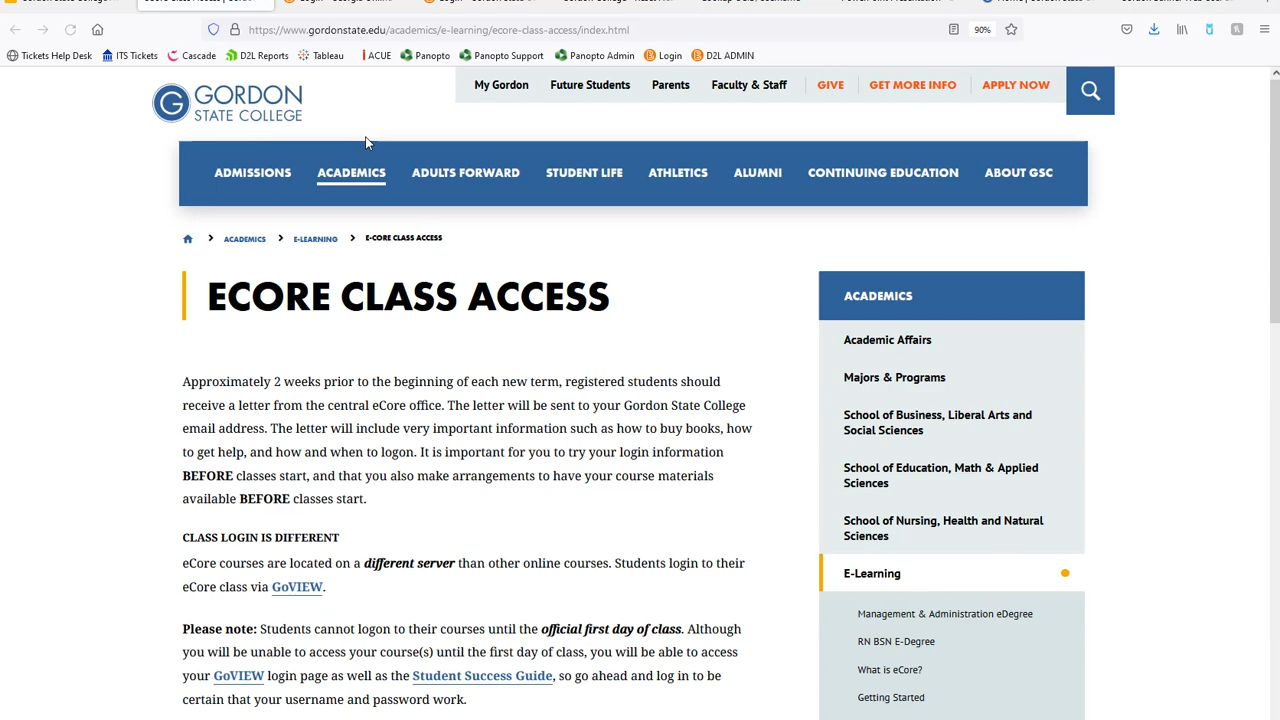 https://www.gordonstate.edu/academics/e-learning/ecore-class-access/index.html
90%
Tickets Help Desk ITS Tickets Cascade D2L Reports Tableau ACUE Panopto Panopto Support Panopto Admin Login D2L ADMIN
GORDON
STATE COLLEGE
My Gordon Future Students Parents Faculty & Staff GIVE GET MORE INFO APPLY NOW
ADMISSIONS ACADEMICS ADULTS FORWARD STUDENT LIFE ATHLETICS ALUMNI CONTINUING EDUCATION ABOUT GSC
ACADEMICS E-LEARNING E-CORE CLASS ACCESS
ECORE CLASS ACCESS
Approximately 2 weeks prior to the beginning of each new term, registered students should
receive a letter from the central eCore office. The letter will be sent to your Gordon State College
email address. The letter will include very important information such as how to buy books, how
to get help, and how and when to logon. It is important for you to try your login information
BEFORE classes start, and that you also make arrangements to have your course materials
available BEFORE classes start.
CLASS LOGIN IS DIFFERENT
eCore courses are located on a different server than other online courses. Students login to their
eCore class via GoVIEW.
Please note: Students cannot logon to their courses until the official first day of class. Although
you will be unable to access your course(s) until the first day of class, you will be able to access
your GoVIEW login page as well as the Student Success Guide, so go ahead and log in to be
certain that your username and password work.
ACADEMICS
Academic Affairs
Majors & Programs
School of Business, Liberal Arts and
Social Sciences
School of Education, Math & Applied
Sciences
School of Nursing, Health and Natural
Sciences
E-Learning
Management & Administration eDegree
RN BSN E-Degree
What is eCore?
Getting Started